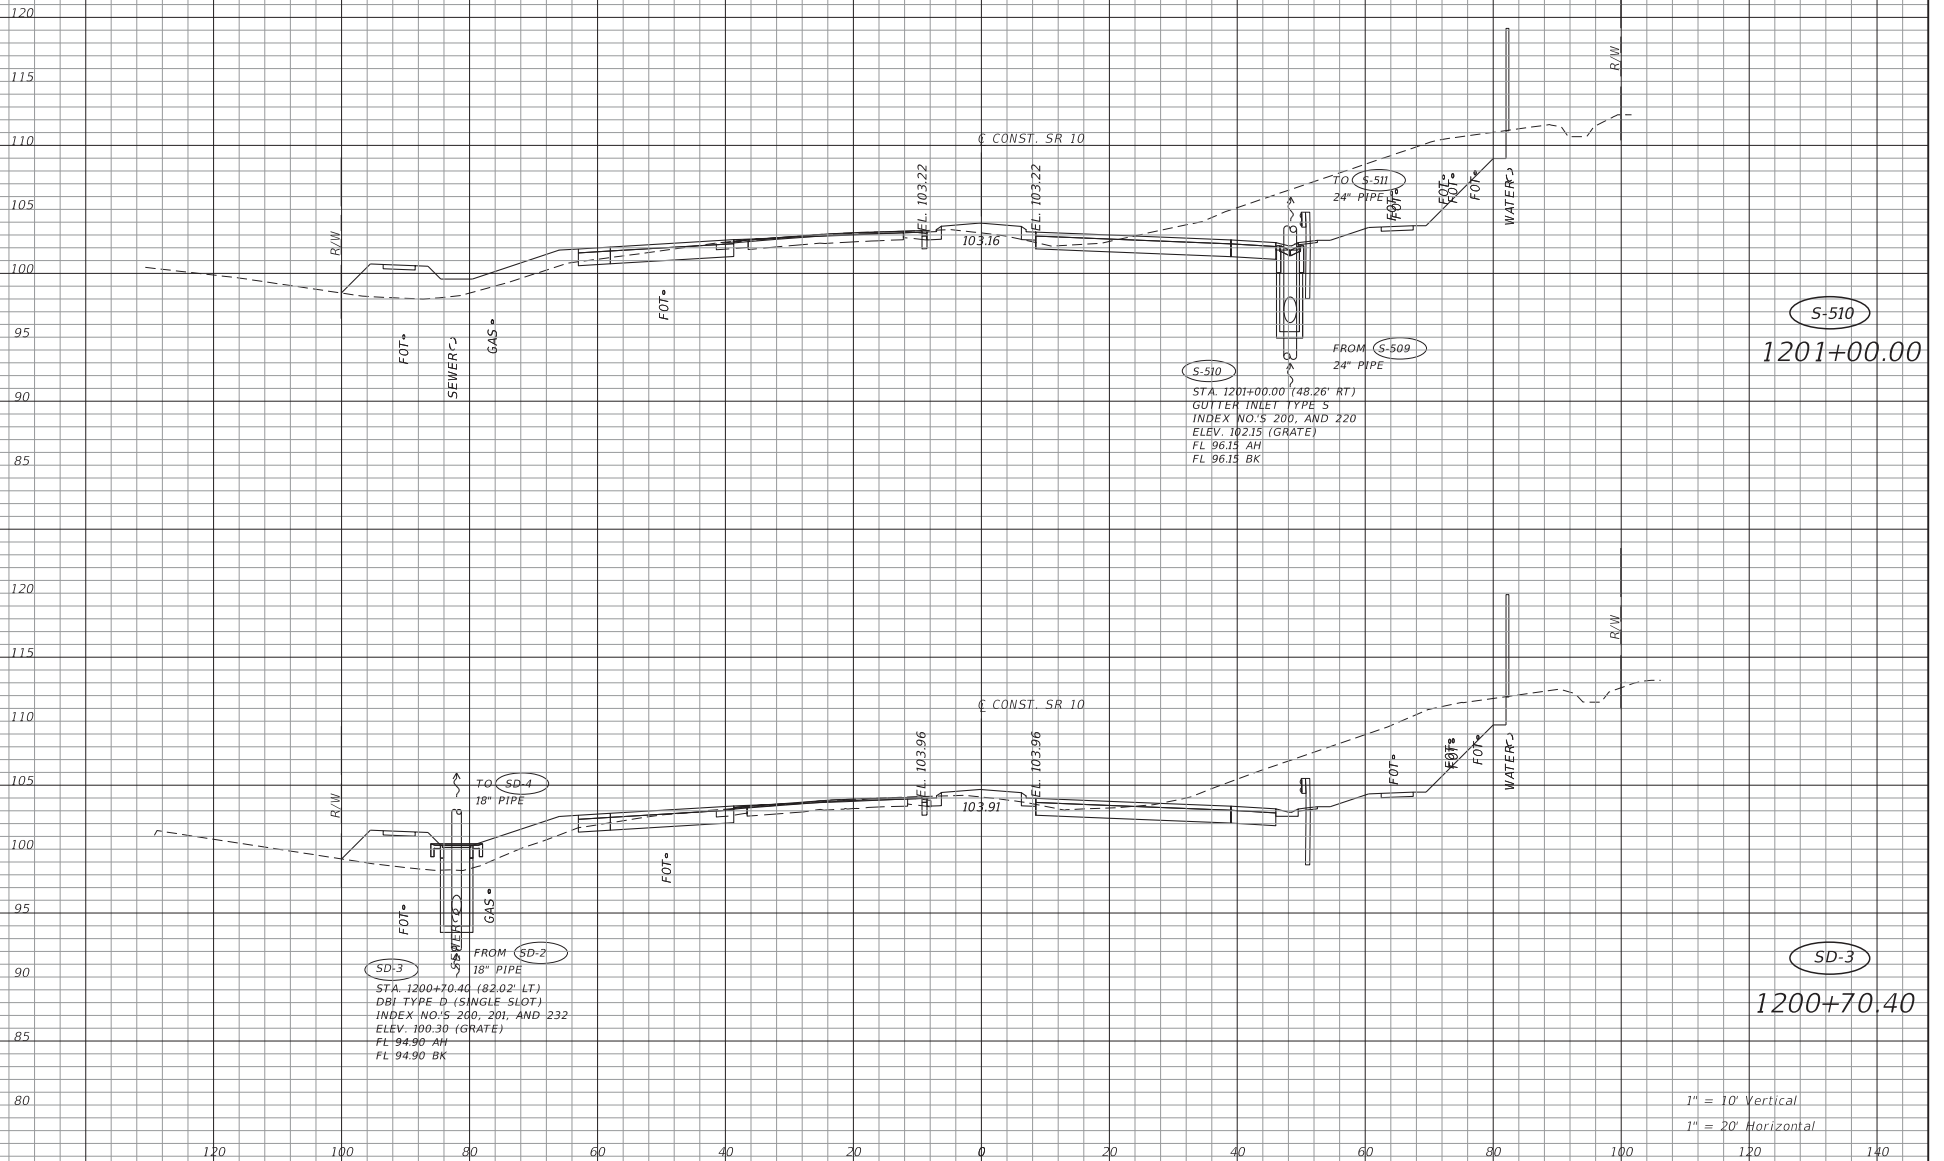 120
115
R/W
110
℄ CONST. SR 10
105
EL. 103.22
EL. 103.22
TO S-511
24" PIPE
FOT
FOT
FOT
FOT
FOT
WATER
R/W
103.16
100
S-510
1201+00.00
95
FOT
SEWER
GAS
FOT
FROM S-509
24" PIPE
90
S-510
STA. 1201+00.00 (48.26' RT)
GUTTER INLET TYPE S
INDEX NO.'S 200, AND 220
ELEV. 102.15 (GRATE)
FL 96.15 AH
FL 96.15 BK
85
120
115
R/W
110
℄ CONST. SR 10
105
EL. 103.96
EL. 103.96
FOT
FOT
FOT
FOT
WATER
TO SD-4
18" PIPE
R/W
103.91
100
FOT
95
FOT
SEWER
GAS
FROM SD-2
18" PIPE
SD-3
1200+70.40
90
SD-3
STA. 1200+70.40 (82.02' LT)
DBI TYPE D (SINGLE SLOT)
INDEX NO.'S 200, 201, AND 232
ELEV. 100.30 (GRATE)
FL 94.90 AH
FL 94.90 BK
85
80
1" = 10' Vertical
1" = 20' Horizontal
120 100 80 60 40 20 0 20 40 60 80 100 120 140